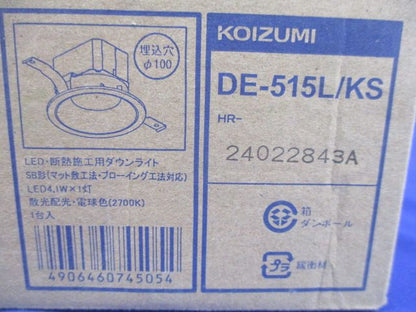 埋込穴
φ100
LED・断熱施工用ダウンライト
SB形(マット敷工法・ブローイング工法対応)
LED4.1W×1灯
散光配光・電球色(2700K)
1台入
4906460745054
KOIZUMI
DE-515L/KS
HR-
24022843A
箱
ダンボール
プラ
緩衝材